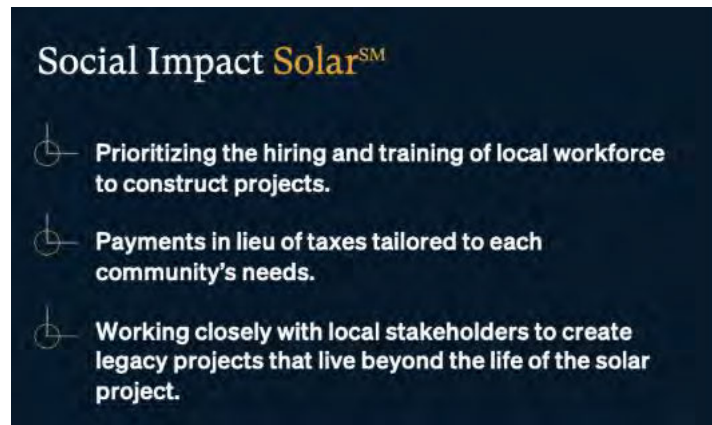 Social Impact Solar℠
Prioritizing the hiring and training of local workforce
to construct projects.
Payments in lieu of taxes tailored to each
community's needs.
Working closely with local stakeholders to create
legacy projects that live beyond the life of the solar
project.